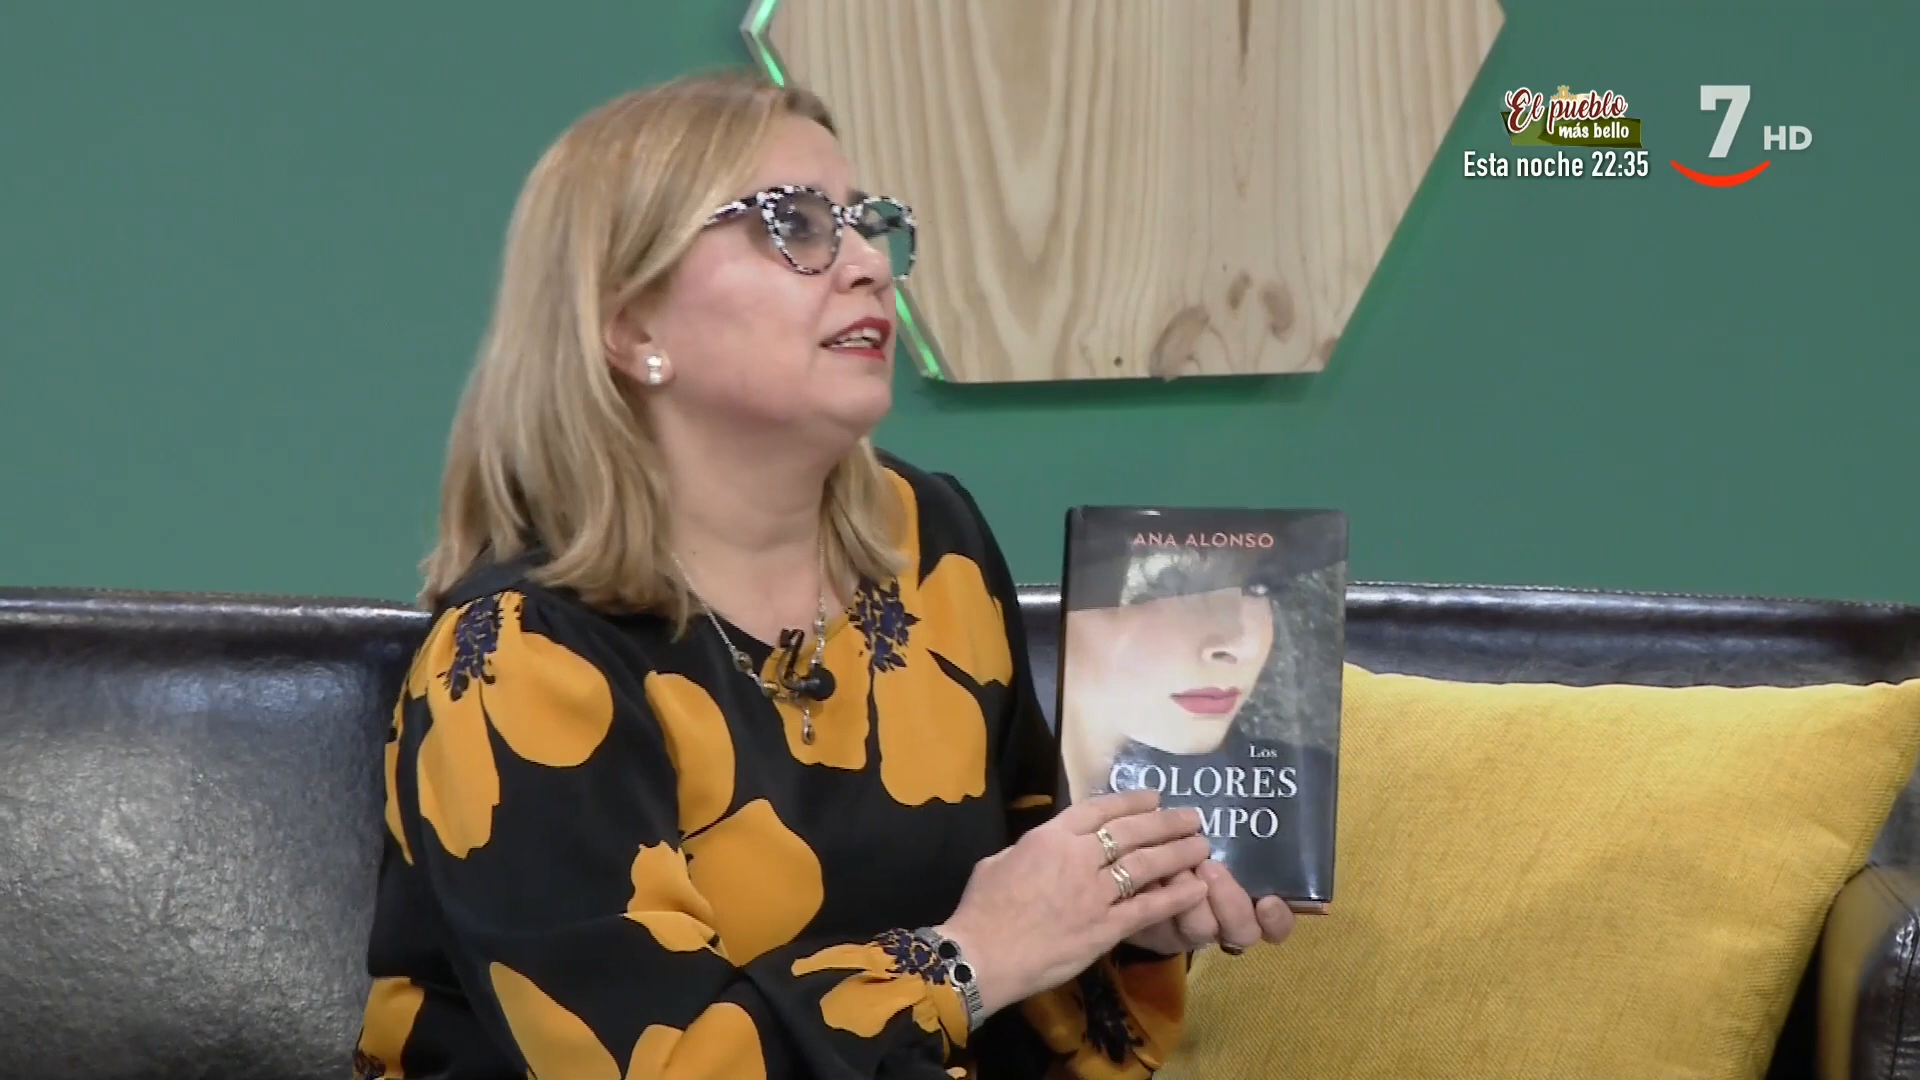 El pueblo
más bello
Esta noche 22:35
7 HD
ANA ALONSO
Los
COLORES
MPO